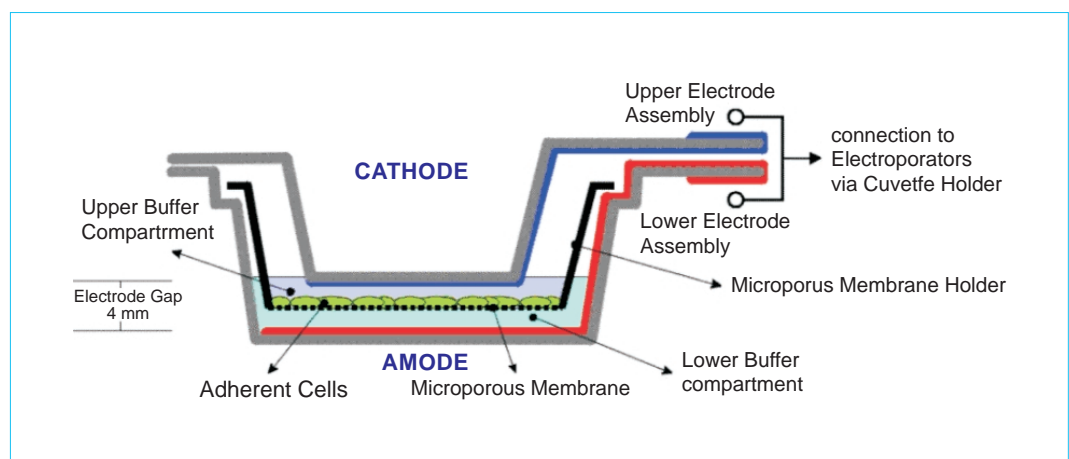 Upper Electrode
Assembly
connection to
Electroporators
via Cuvetfe Holder
CATHODE
Upper Buffer
Compartrment
Lower Electrode
Assembly
Microporus Membrane Holder
Electrode Gap
4 mm
AMODE
Lower Buffer
compartment
Adherent Cells
Microporous Membrane